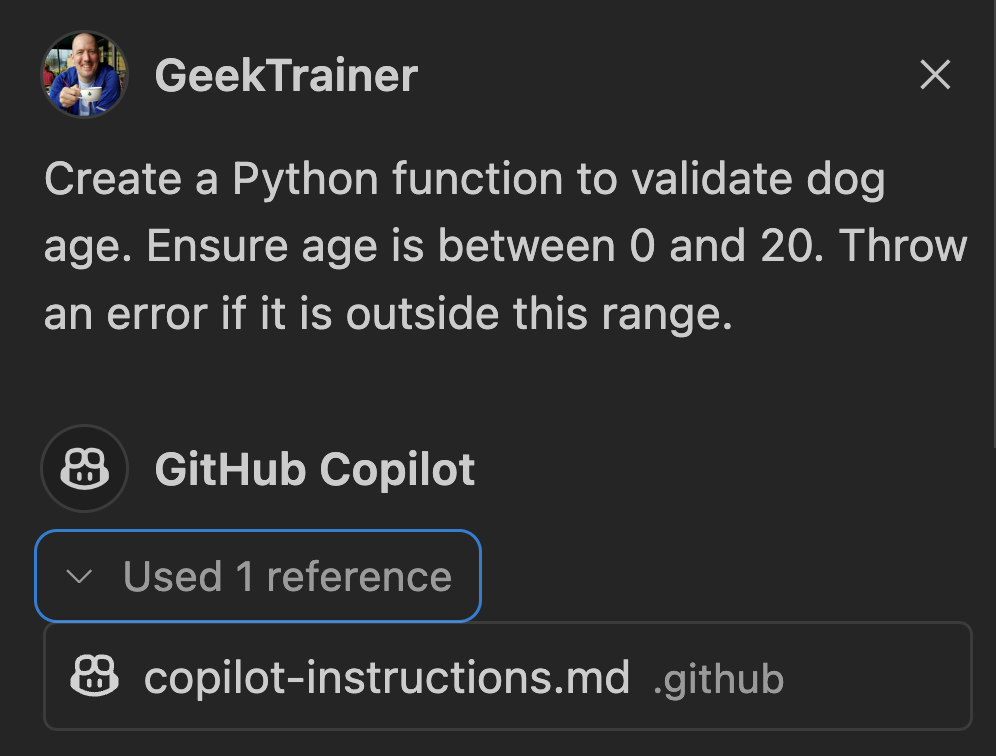 GeekTrainer
Create a Python function to validate dog
age. Ensure age is between 0 and 20. Throw
an error if it is outside this range.
GitHub Copilot
Used 1 reference
copilot-instructions.md .github